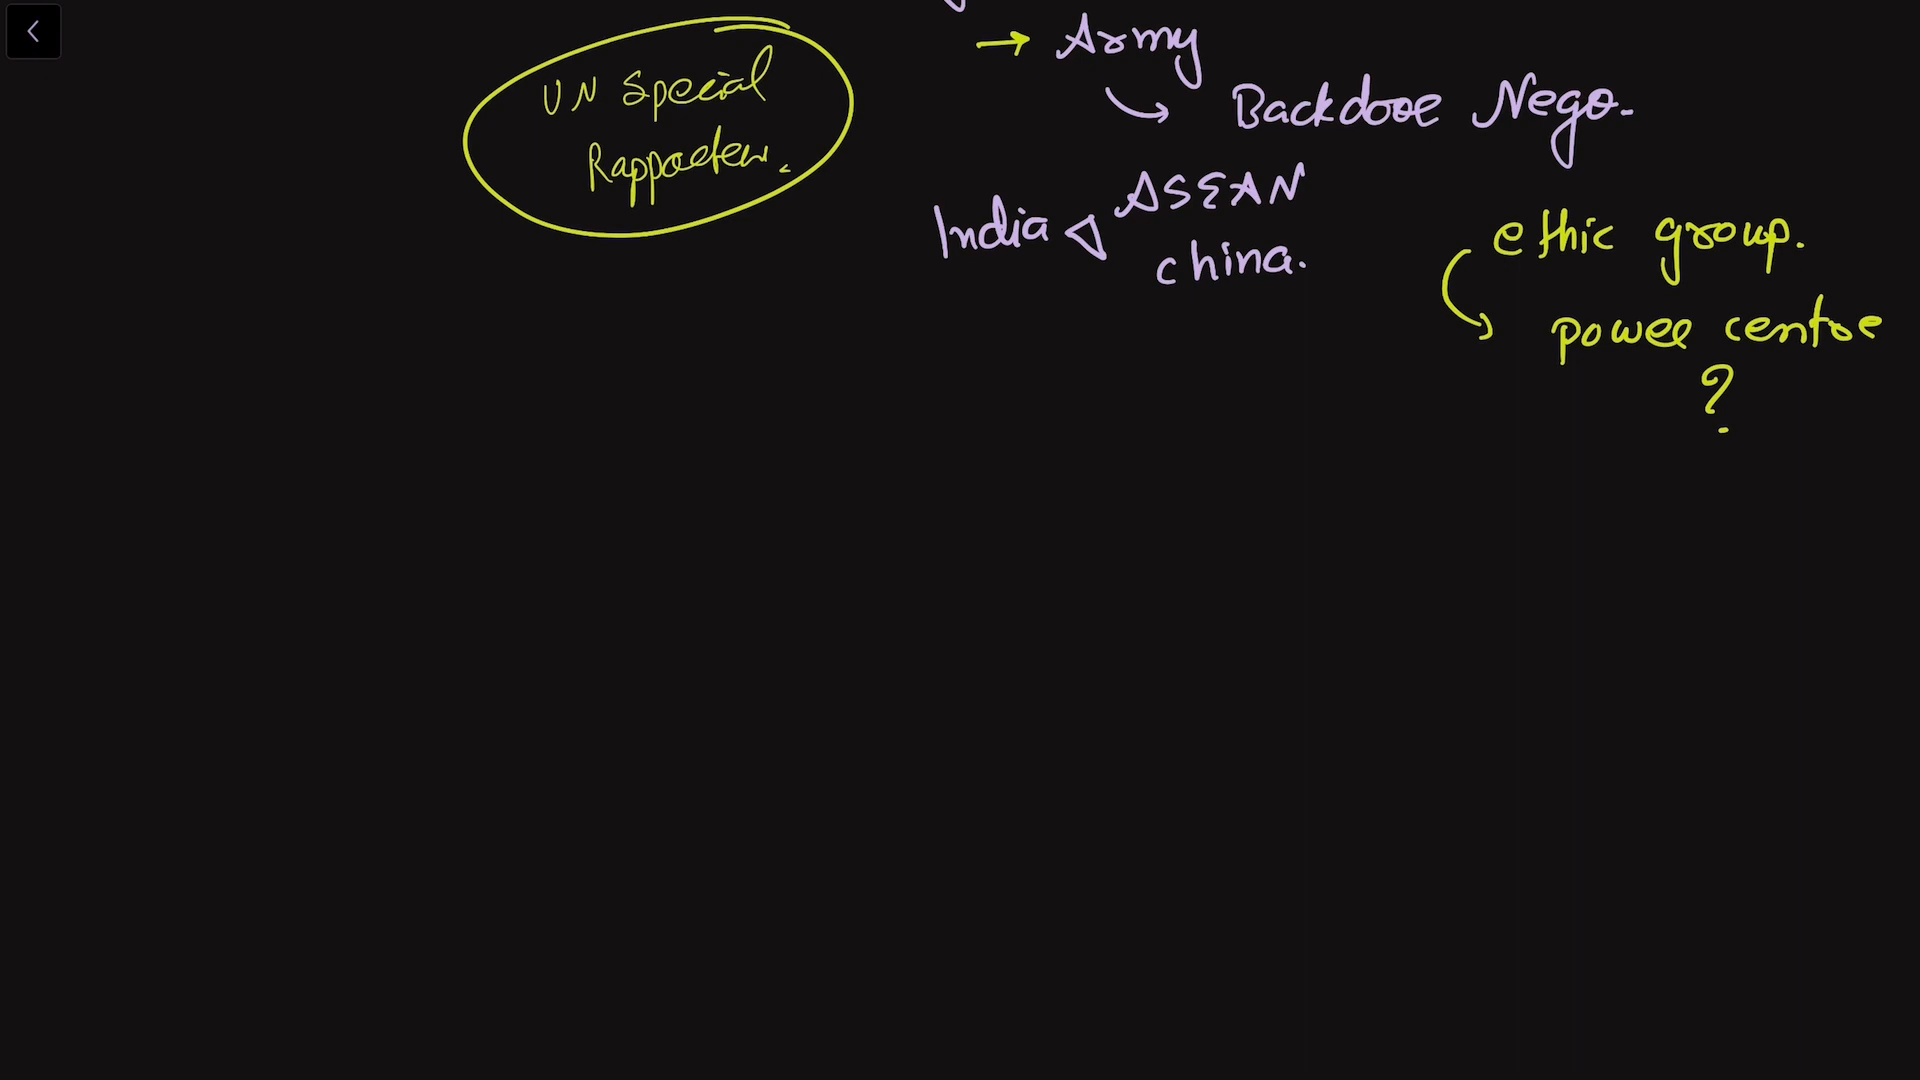 UN Special
Rapporteur.
→ Army
Backdoor Nego.
India
ASEAN
china.
ethic group.
power centre
?